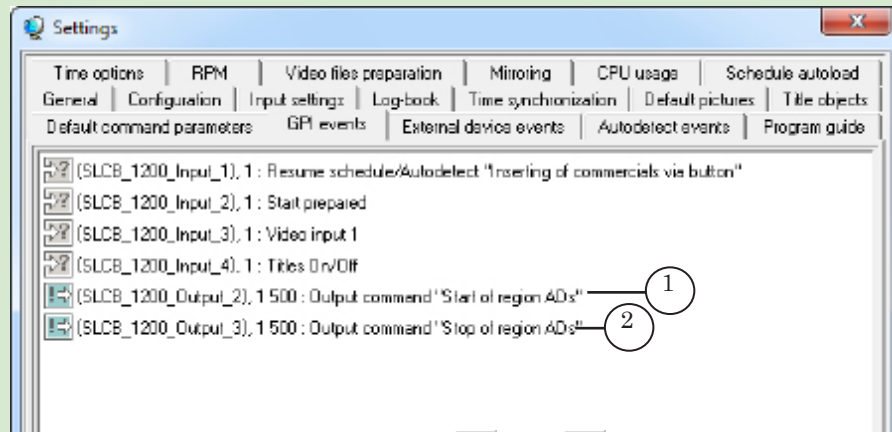 Settings
Time options RPM Video files preparation Mirroring CPU usage Schedule autoload
General Configuration Input settings Log-book Time synchronization Default pictures Title objects
Default command parameters GPI events External device events Autodetect events Program guide
(SLCB_1200_Input_1), 1 : Resume schedule/Autodetect "Inserting of commercials via button"
(SLCB_1200_Input_2), 1 : Start prepared
(SLCB_1200_Input_3), 1 : Video input 1
(SLCB_1200_Input_4), 1 : Titles On/Off
(SLCB_1200_Output_2), 1 500 : Output command "Start of region ADs" 1
(SLCB_1200_Output_3), 1 500 : Output command "Stop of region ADs" 2